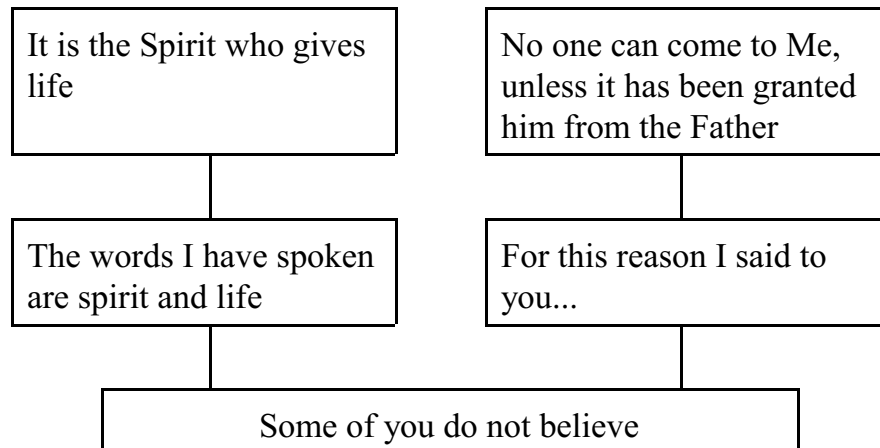 It is the Spirit who gives
life
No one can come to Me,
unless it has been granted
him from the Father
The words I have spoken
are spirit and life
For this reason I said to
you...
Some of you do not believe